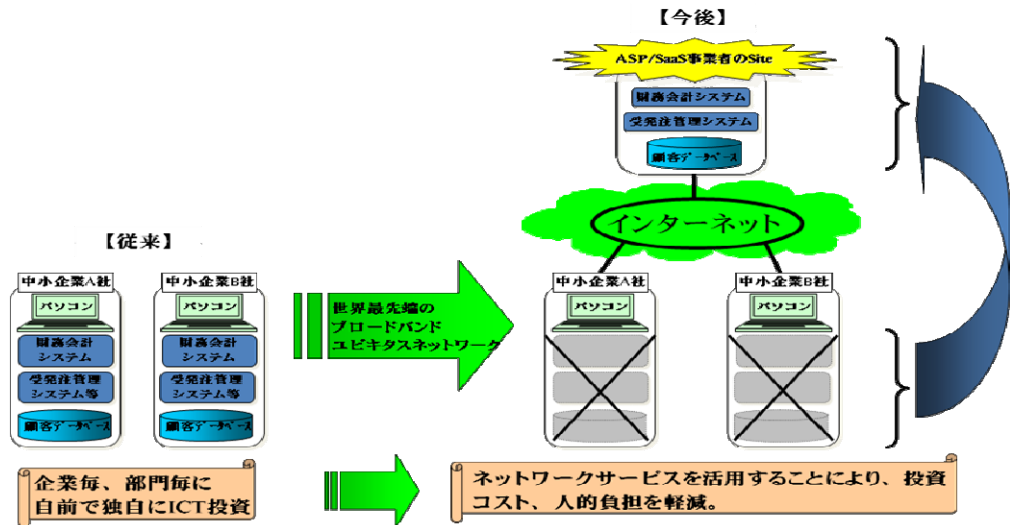 【今後】
ASP/SaaS事業者のSite
財務会計システム
受発注管理システム
顧客データベース
インターネット
【従来】
中小企業A社
パソコン
財務会計
システム
受発注管理
システム等
顧客データベース
中小企業B社
パソコン
財務会計
システム
受発注管理
システム等
顧客データベース
世界最先端の
ブロードバンド
ユビキタスネットワーク
中小企業A社
パソコン
中小企業B社
パソコン
企業毎、部門毎に
自前で独自にICT投資
ネットワークサービスを活用することにより、投資
コスト、人的負担を軽減。